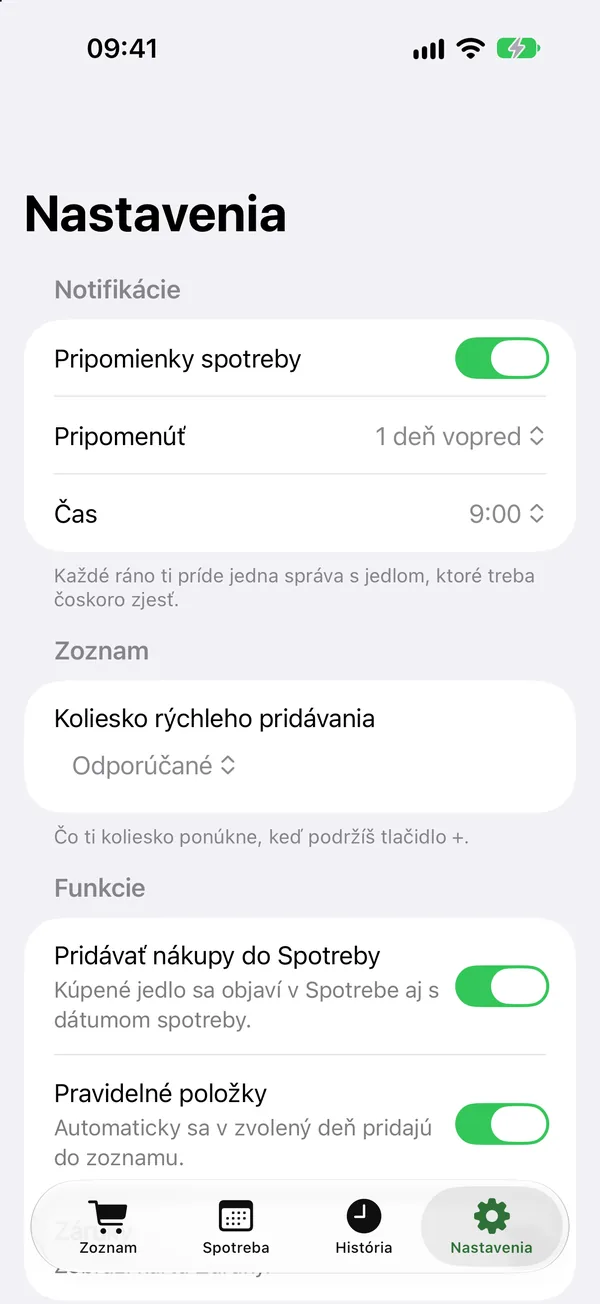 09:41
Nastavenia
Notifikácie
Pripomienky spotreby
Pripomenúť
1 deň vopred
Čas
9:00
Každé ráno ti príde jedna správa s jedlom, ktoré treba
čoskoro zjesť.
Zoznam
Koliesko rýchleho pridávania
Odporúčané
Čo ti koliesko ponúkne, keď podržíš tlačidlo +.
Funkcie
Pridávať nákupy do Spotreby
Kúpené jedlo sa objaví v Spotrebe aj s
dátumom spotreby.
Pravidelné položky
Automaticky sa v zvolený deň pridajú
do zoznamu.
Zoznam
Spotreba
História
Nastavenia